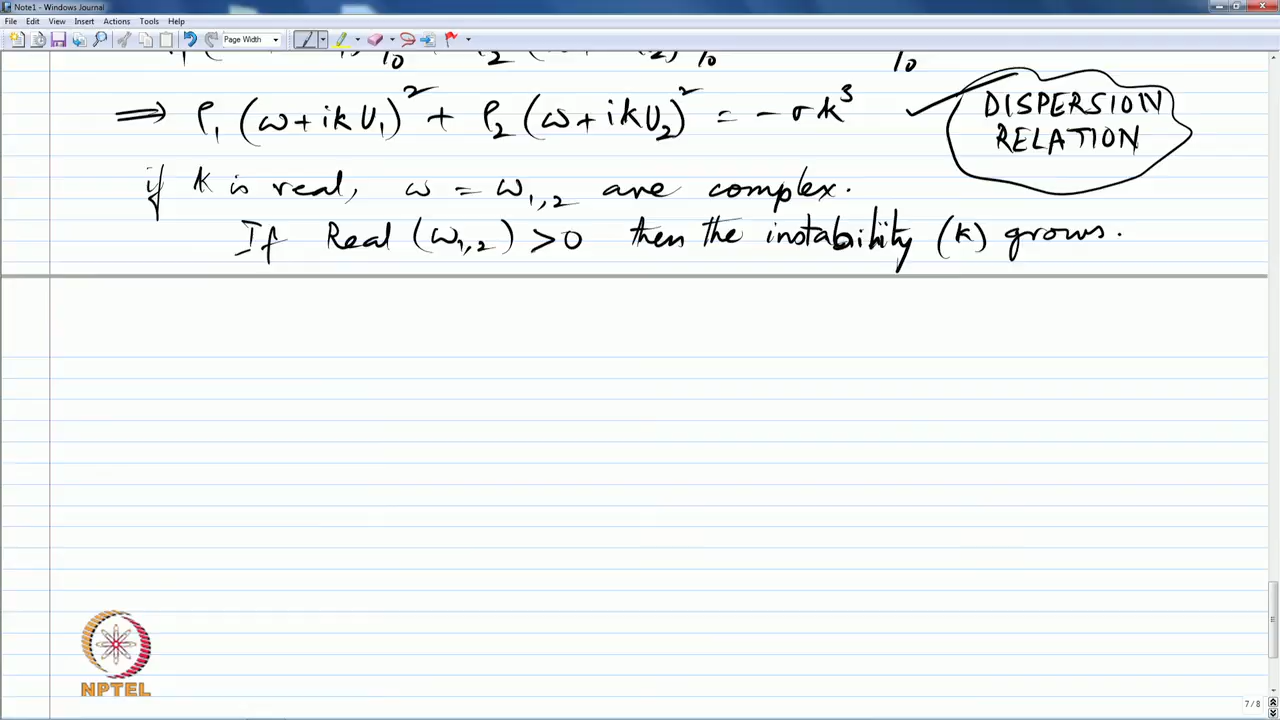 Note1 - Windows Journal
File Edit View Insert Actions Tools Help
Page Width
⟹ ρ₁ (ω+ikU₁)² + ρ₂ (ω+ikU₂)² = -σk³ ✓ DISPERSION
RELATION
if k is real, ω = ω₁,₂ are complex.
If Real (ω₁,₂) > 0 then the instability (k) grows.
NPTEL
7 / 8